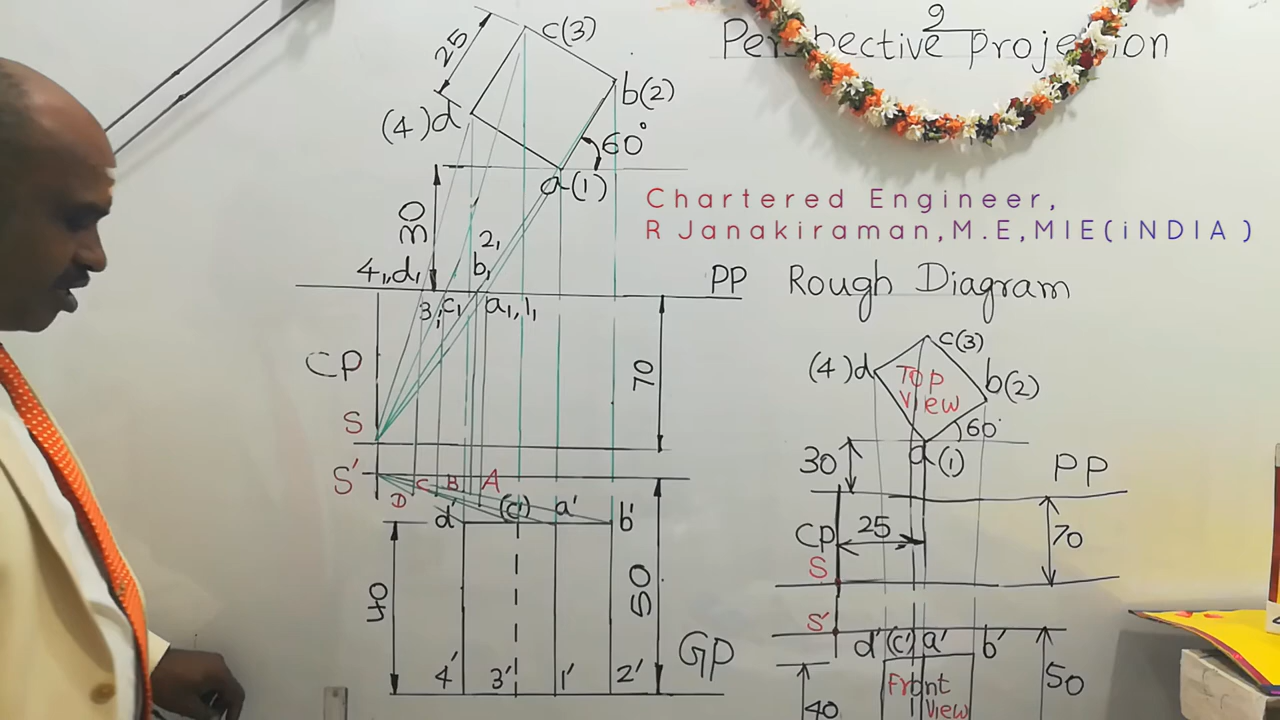 Perspective projection
2
Chartered Engineer,
R Janakiraman,M.E,MIE(iNDIA )
25
c(3)
b(2)
(4)d
60°
a(1)
30
2,
4,d,
b,
PP
3,c,
a,,1,
CP
70
S
S'
D
C
B
A
d'
(c')
a'
b'
40
50
GP
4'
3'
1'
2'
Rough Diagram
c(3)
(4)d
Top
View
b(2)
60°
30
a(1)
PP
CP
25
70
S
S'
d'
(c')
a'
b'
Front
View
40
50